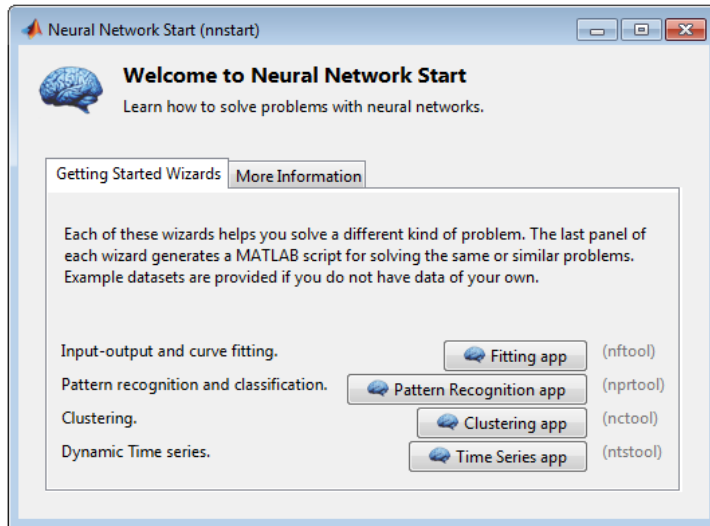 Neural Network Start (nnstart)
Welcome to Neural Network Start
Learn how to solve problems with neural networks.
Getting Started Wizards More Information
Each of these wizards helps you solve a different kind of problem. The last panel of
each wizard generates a MATLAB script for solving the same or similar problems.
Example datasets are provided if you do not have data of your own.
Input-output and curve fitting. Fitting app (nftool)
Pattern recognition and classification. Pattern Recognition app (nprtool)
Clustering. Clustering app (nctool)
Dynamic Time series. Time Series app (ntstool)